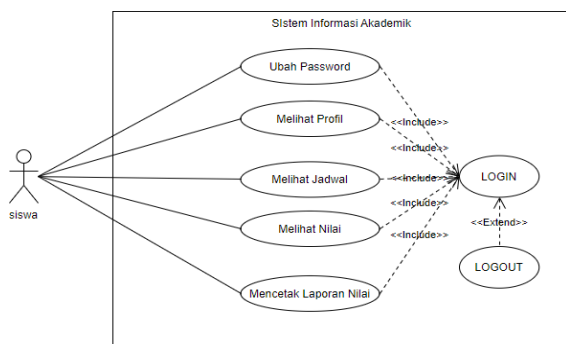 SIstem Informasi Akademik
Ubah Password
Melihat Profil
<<Include>>
<<Include>>
Melihat Jadwal
<<Include>>
LOGIN
<<Include>>
siswa
Melihat Nilai
<<Include>>
<<Extend>>
LOGOUT
Mencetak Laporan Nilai